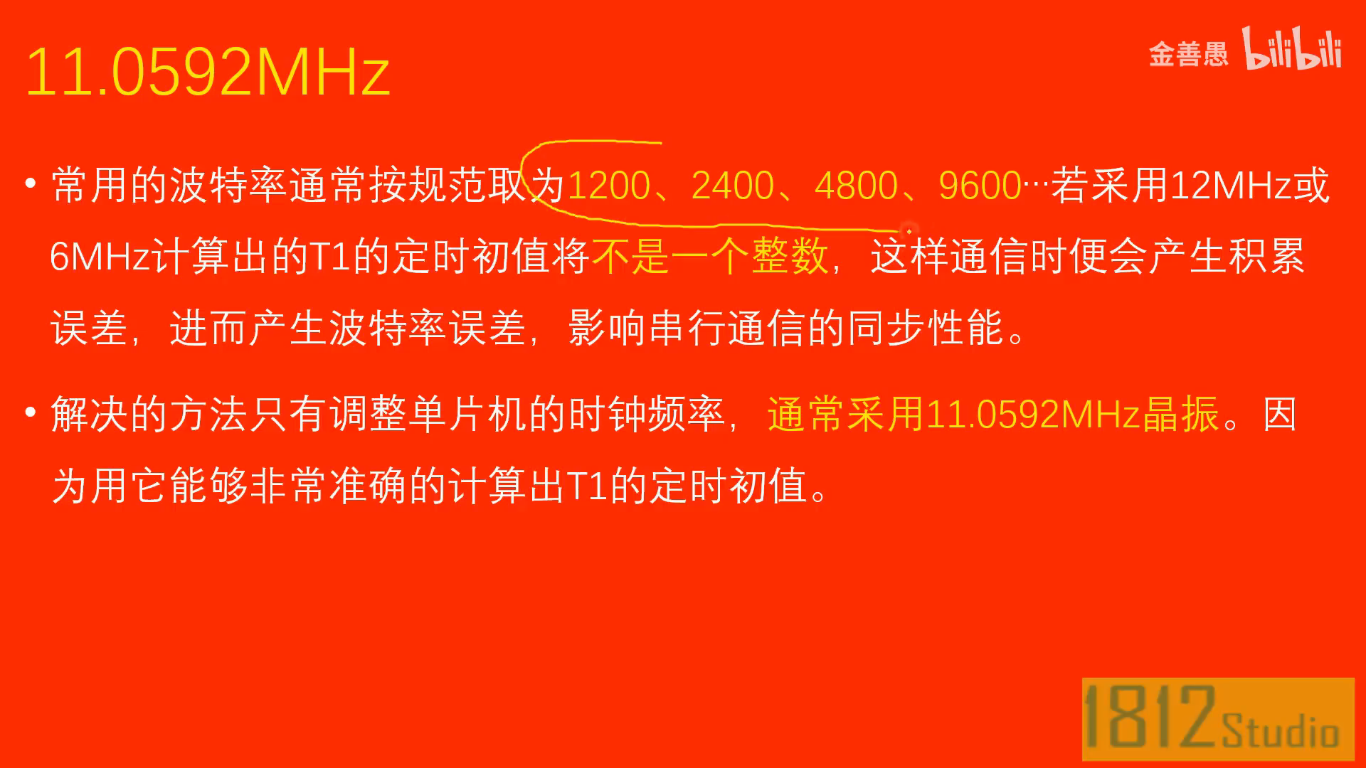 11.0592MHz
金善愚 bilibili
• 常用的波特率通常按规范取为1200、2400、4800、9600…若采用12MHz或
6MHz计算出的T1的定时初值将不是一个整数，这样通信时便会产生积累
误差，进而产生波特率误差，影响串行通信的同步性能。
• 解决的方法只有调整单片机的时钟频率，通常采用11.0592MHz晶振。因
为用它能够非常准确的计算出T1的定时初值。
1812Studio